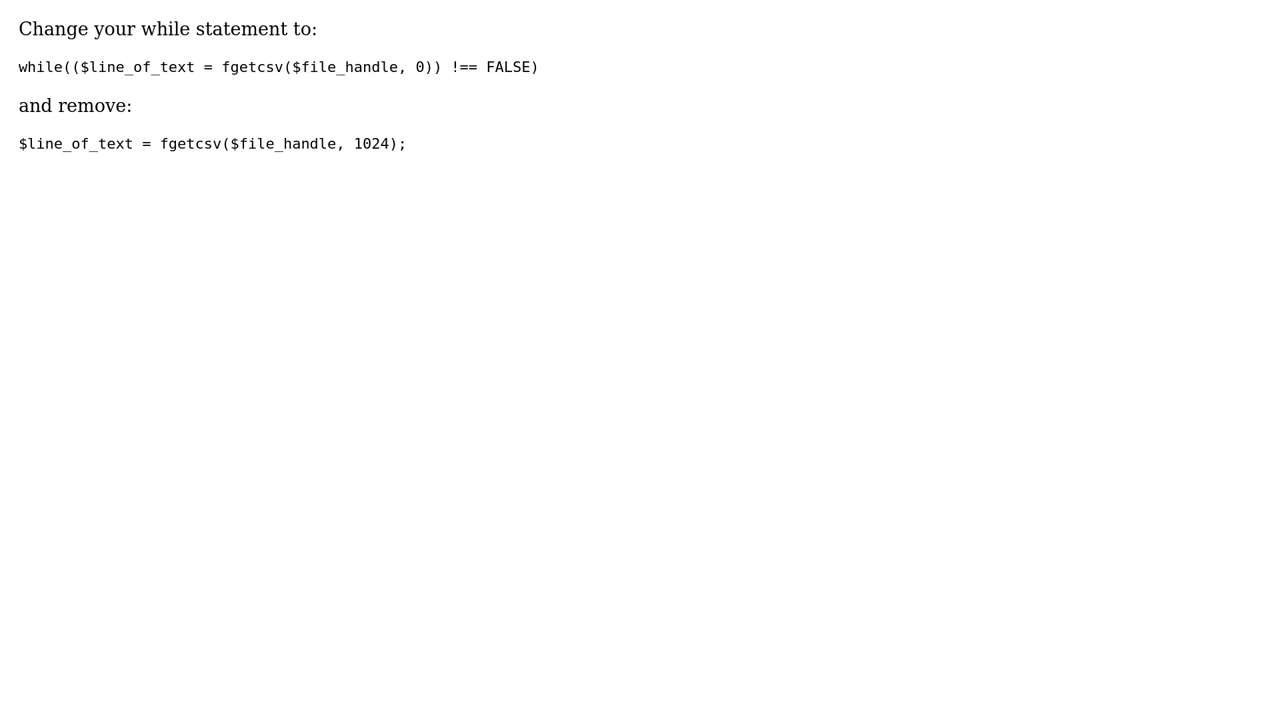 Change your while statement to:
while(($line_of_text = fgetcsv($file_handle, 0)) !== FALSE)
and remove:
$line_of_text = fgetcsv($file_handle, 1024);